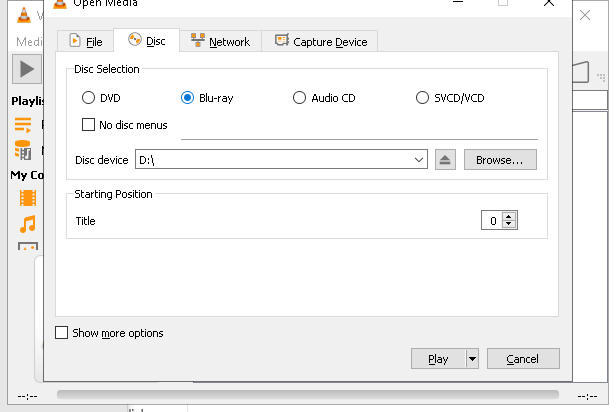 Open Media
Medi
File
Disc
Network
Capture Device
Disc Selection
DVD
Blu-ray
Audio CD
SVCD/VCD
No disc menus
Disc device
D:\
Browse...
Starting Position
Title
0
Playlis
My Co
Show more options
Play
Cancel
--:--
--:--